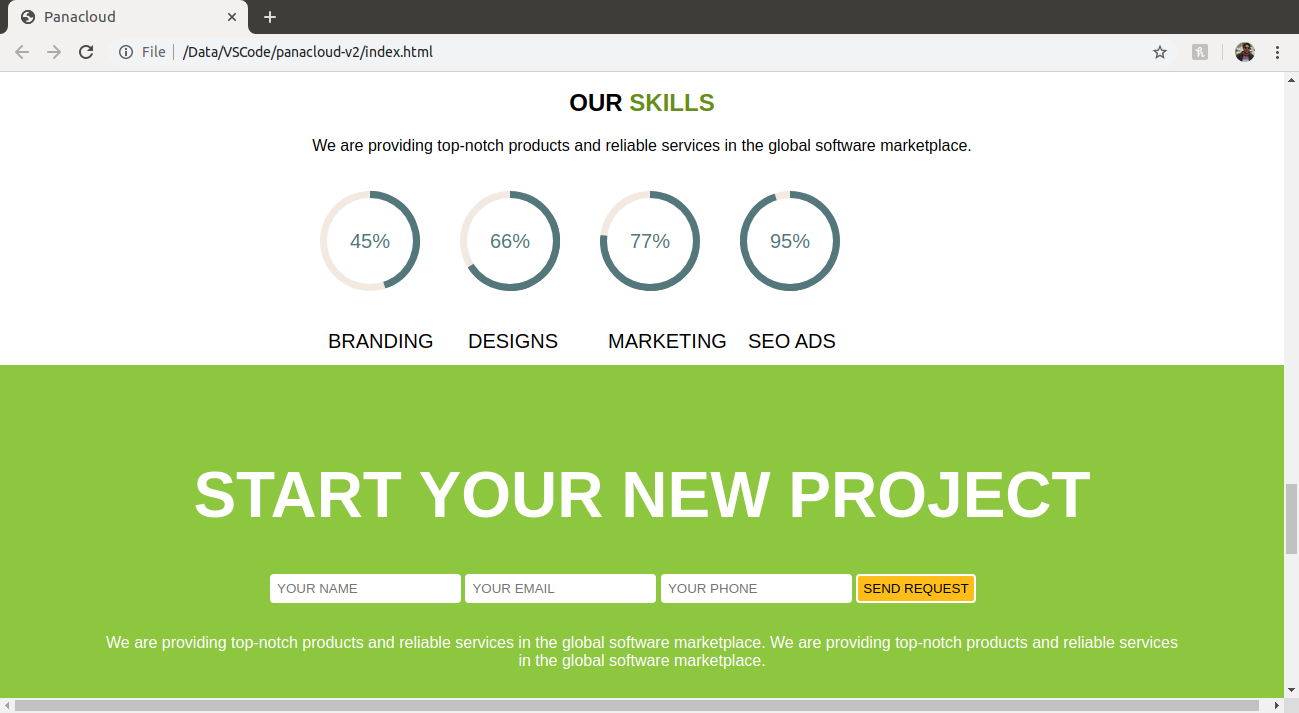 Panacloud
File /Data/VSCode/panacloud-v2/index.html
OUR SKILLS
We are providing top-notch products and reliable services in the global software marketplace.
45% 66% 77% 95%
BRANDING DESIGNS MARKETING SEO ADS
START YOUR NEW PROJECT
YOUR NAME YOUR EMAIL YOUR PHONE SEND REQUEST
We are providing top-notch products and reliable services in the global software marketplace. We are providing top-notch products and reliable services
in the global software marketplace.